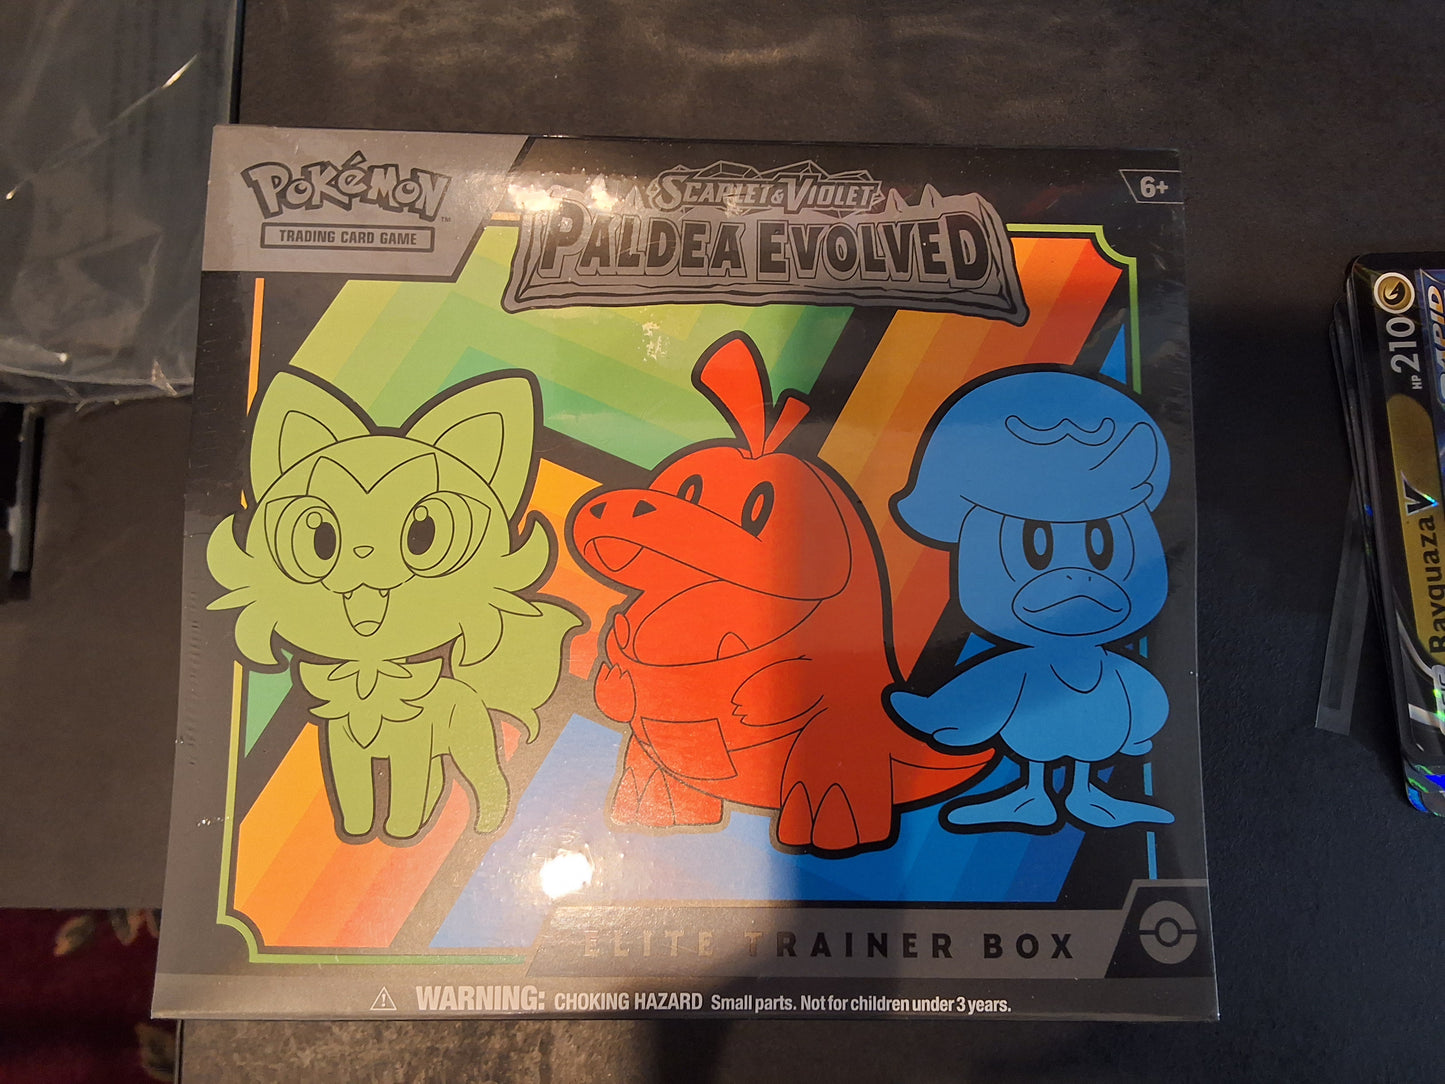 POKéMON™
TRADING CARD GAME
SCARLET & VIOLET
PALDEA EVOLVED
6+
ELITE TRAINER BOX
WARNING: CHOKING HAZARD Small parts. Not for children under 3 years.
HP 210
Rayquaza V